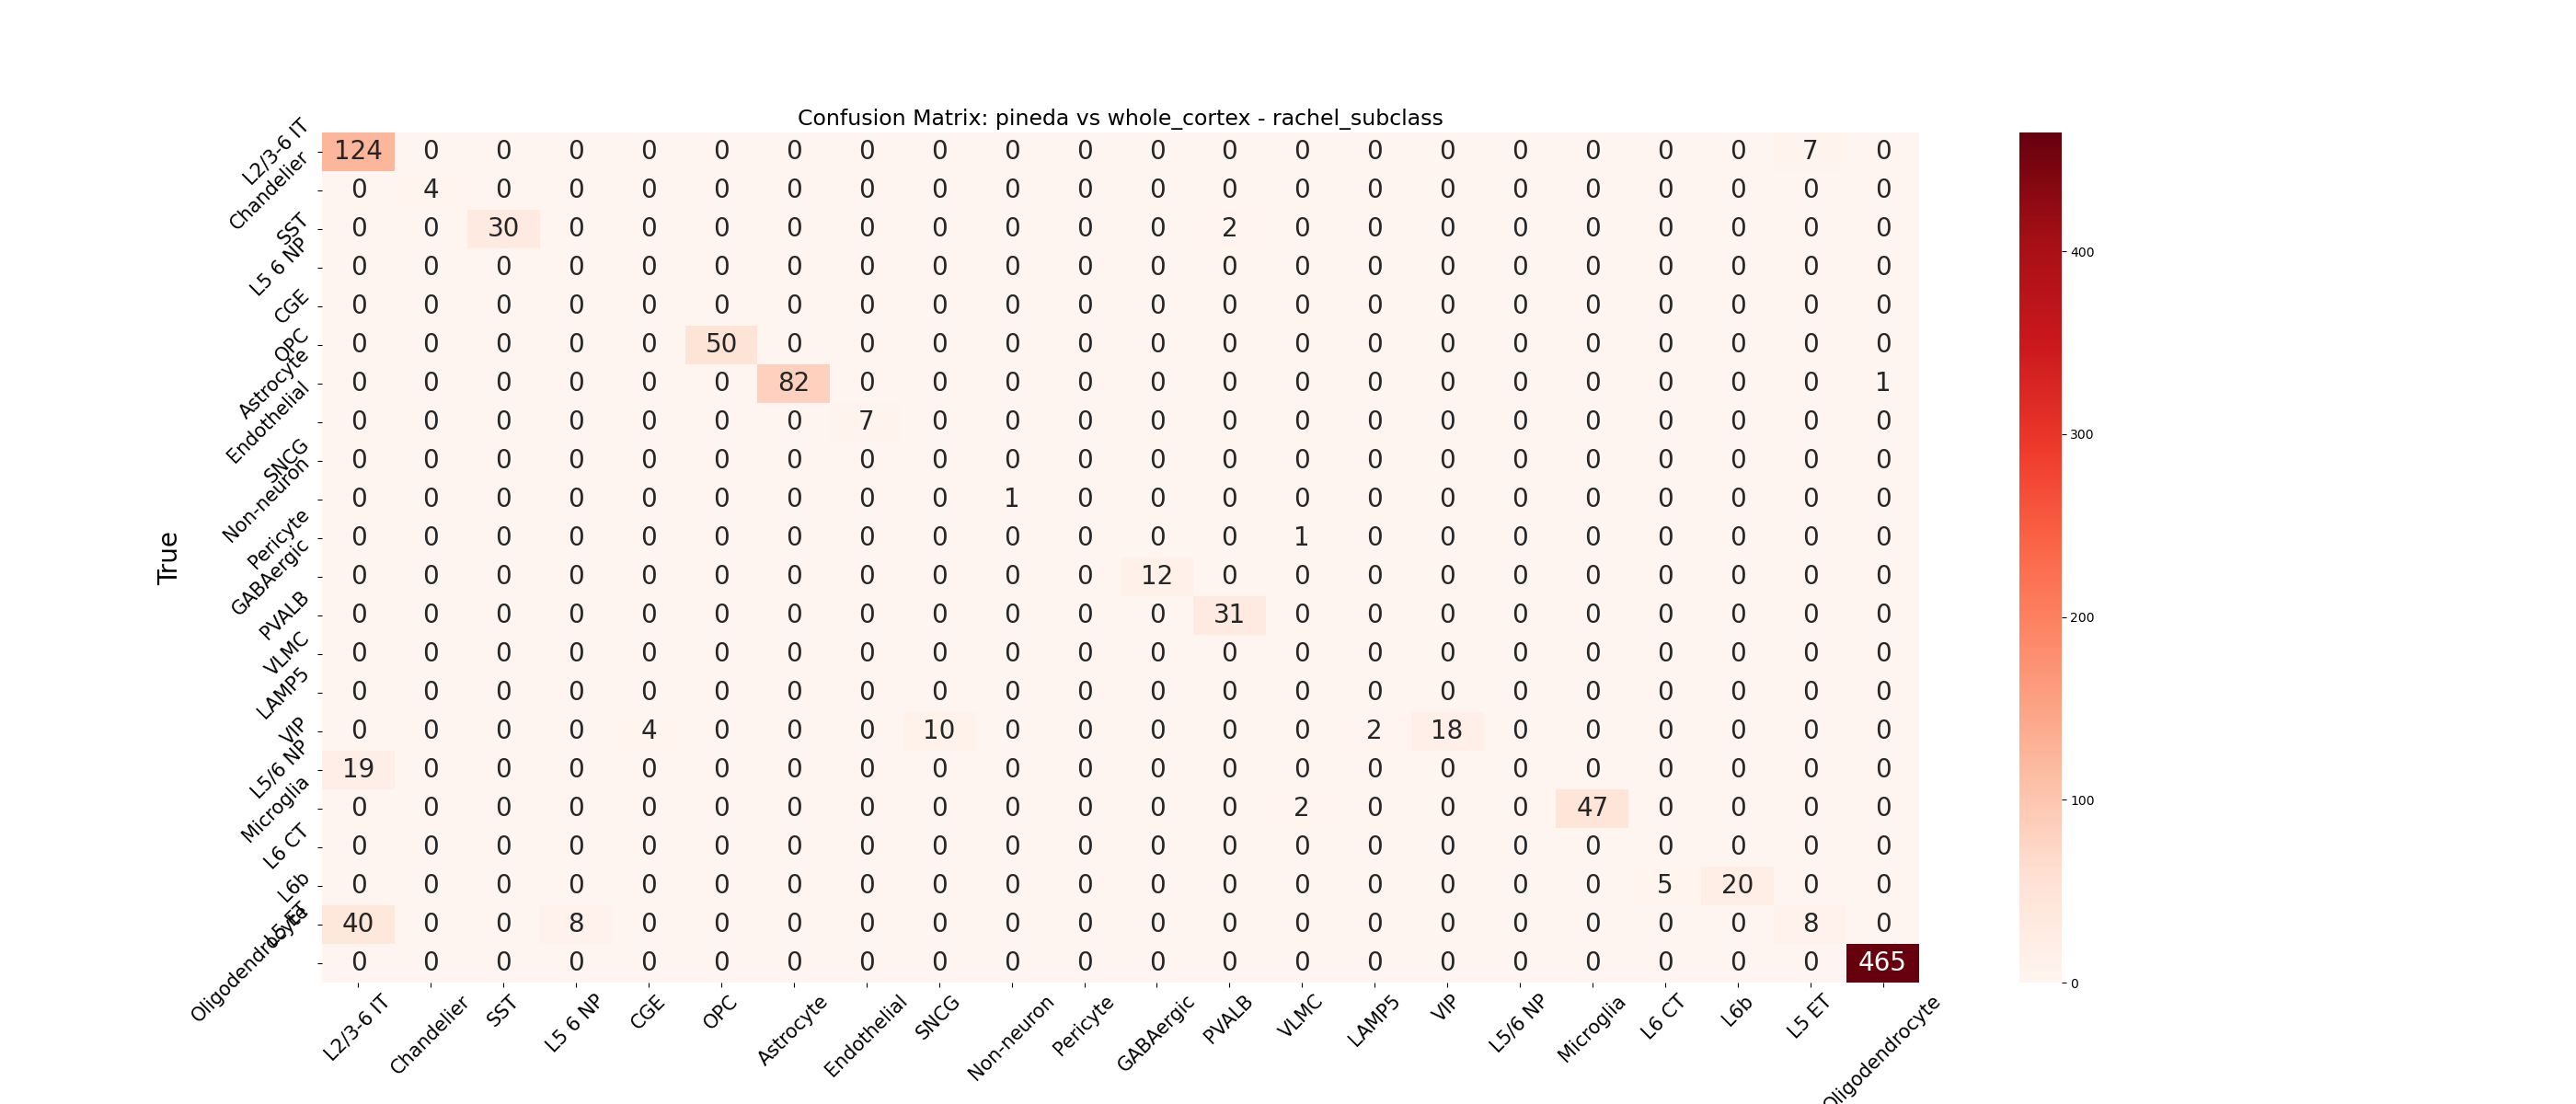 Confusion Matrix: pineda vs whole_cortex - rachel_subclass
True
L2/3-6 IT 124 0 0 0 0 0 0 0 0 0 0 0 0 0 0 0 0 0 0 0 7 0
Chandelier 0 4 0 0 0 0 0 0 0 0 0 0 0 0 0 0 0 0 0 0 0 0
SST 0 0 30 0 0 0 0 0 0 0 0 0 2 0 0 0 0 0 0 0 0 0
L5 6 NP 0 0 0 0 0 0 0 0 0 0 0 0 0 0 0 0 0 0 0 0 0 0
CGE 0 0 0 0 0 0 0 0 0 0 0 0 0 0 0 0 0 0 0 0 0 0
OPC 0 0 0 0 0 50 0 0 0 0 0 0 0 0 0 0 0 0 0 0 0 0
Astrocyte 0 0 0 0 0 0 82 0 0 0 0 0 0 0 0 0 0 0 0 0 0 1
Endothelial 0 0 0 0 0 0 0 7 0 0 0 0 0 0 0 0 0 0 0 0 0 0
SNCG 0 0 0 0 0 0 0 0 0 0 0 0 0 0 0 0 0 0 0 0 0 0
Non-neuron 0 0 0 0 0 0 0 0 0 1 0 0 0 0 0 0 0 0 0 0 0 0
Pericyte 0 0 0 0 0 0 0 0 0 0 0 0 0 1 0 0 0 0 0 0 0 0
GABAergic 0 0 0 0 0 0 0 0 0 0 0 12 0 0 0 0 0 0 0 0 0 0
PVALB 0 0 0 0 0 0 0 0 0 0 0 0 31 0 0 0 0 0 0 0 0 0
VLMC 0 0 0 0 0 0 0 0 0 0 0 0 0 0 0 0 0 0 0 0 0 0
LAMP5 0 0 0 0 0 0 0 0 0 0 0 0 0 0 0 0 0 0 0 0 0 0
VIP 0 0 0 0 4 0 0 0 10 0 0 0 0 0 2 18 0 0 0 0 0 0
L5/6 NP 19 0 0 0 0 0 0 0 0 0 0 0 0 0 0 0 0 0 0 0 0 0
Microglia 0 0 0 0 0 0 0 0 0 0 0 0 0 2 0 0 0 47 0 0 0 0
L6 CT 0 0 0 0 0 0 0 0 0 0 0 0 0 0 0 0 0 0 0 0 0 0
L6b 0 0 0 0 0 0 0 0 0 0 0 0 0 0 0 0 0 0 5 20 0 0
L5 ET 40 0 0 8 0 0 0 0 0 0 0 0 0 0 0 0 0 0 0 0 8 0
Oligodendrocyte 0 0 0 0 0 0 0 0 0 0 0 0 0 0 0 0 0 0 0 0 0 465
L2/3-6 IT Chandelier SST L5 6 NP CGE OPC Astrocyte Endothelial SNCG Non-neuron Pericyte GABAergic PVALB VLMC LAMP5 VIP L5/6 NP Microglia L6 CT L6b L5 ET Oligodendrocyte
400
300
200
100
0